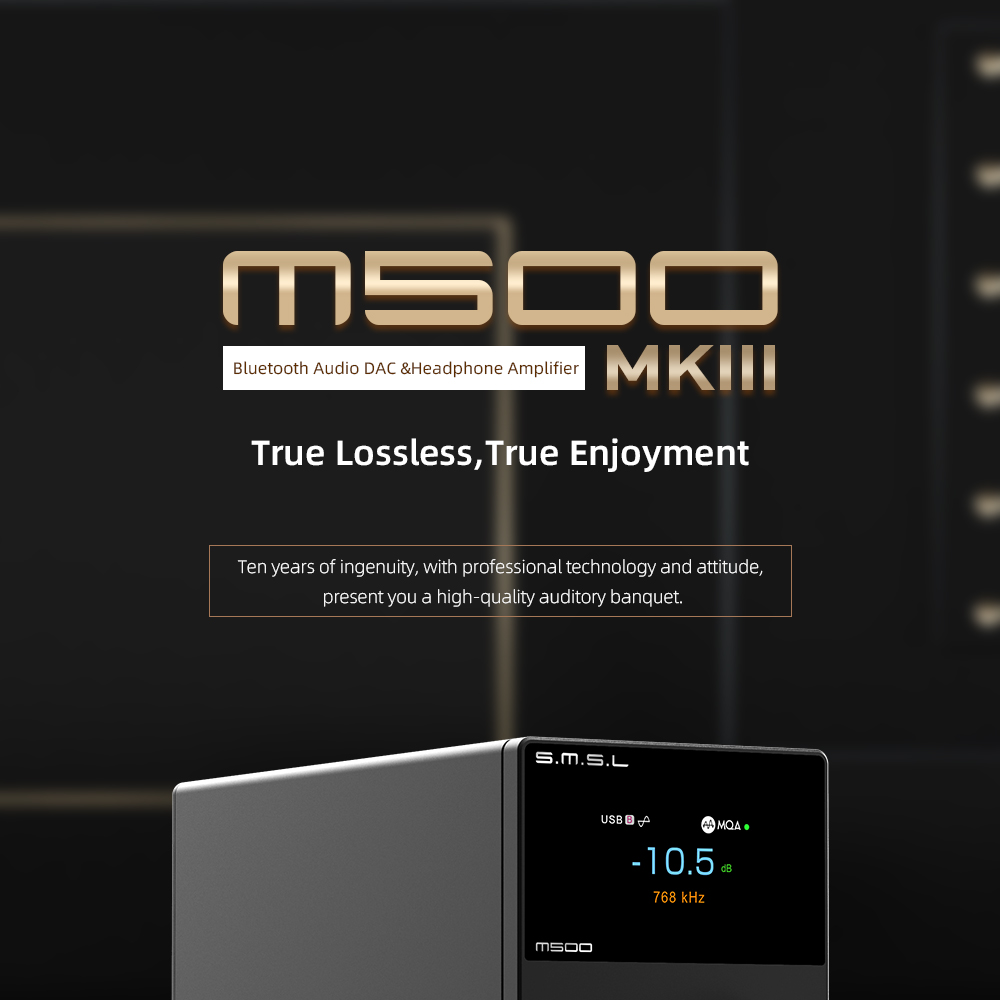 M500
Bluetooth Audio DAC &Headphone Amplifier
MKIII
True Lossless,True Enjoyment
Ten years of ingenuity, with professional technology and attitude,
present you a high-quality auditory banquet.
S.M.S.L
USB B
MQA
-10.5 dB
768 kHz
M500